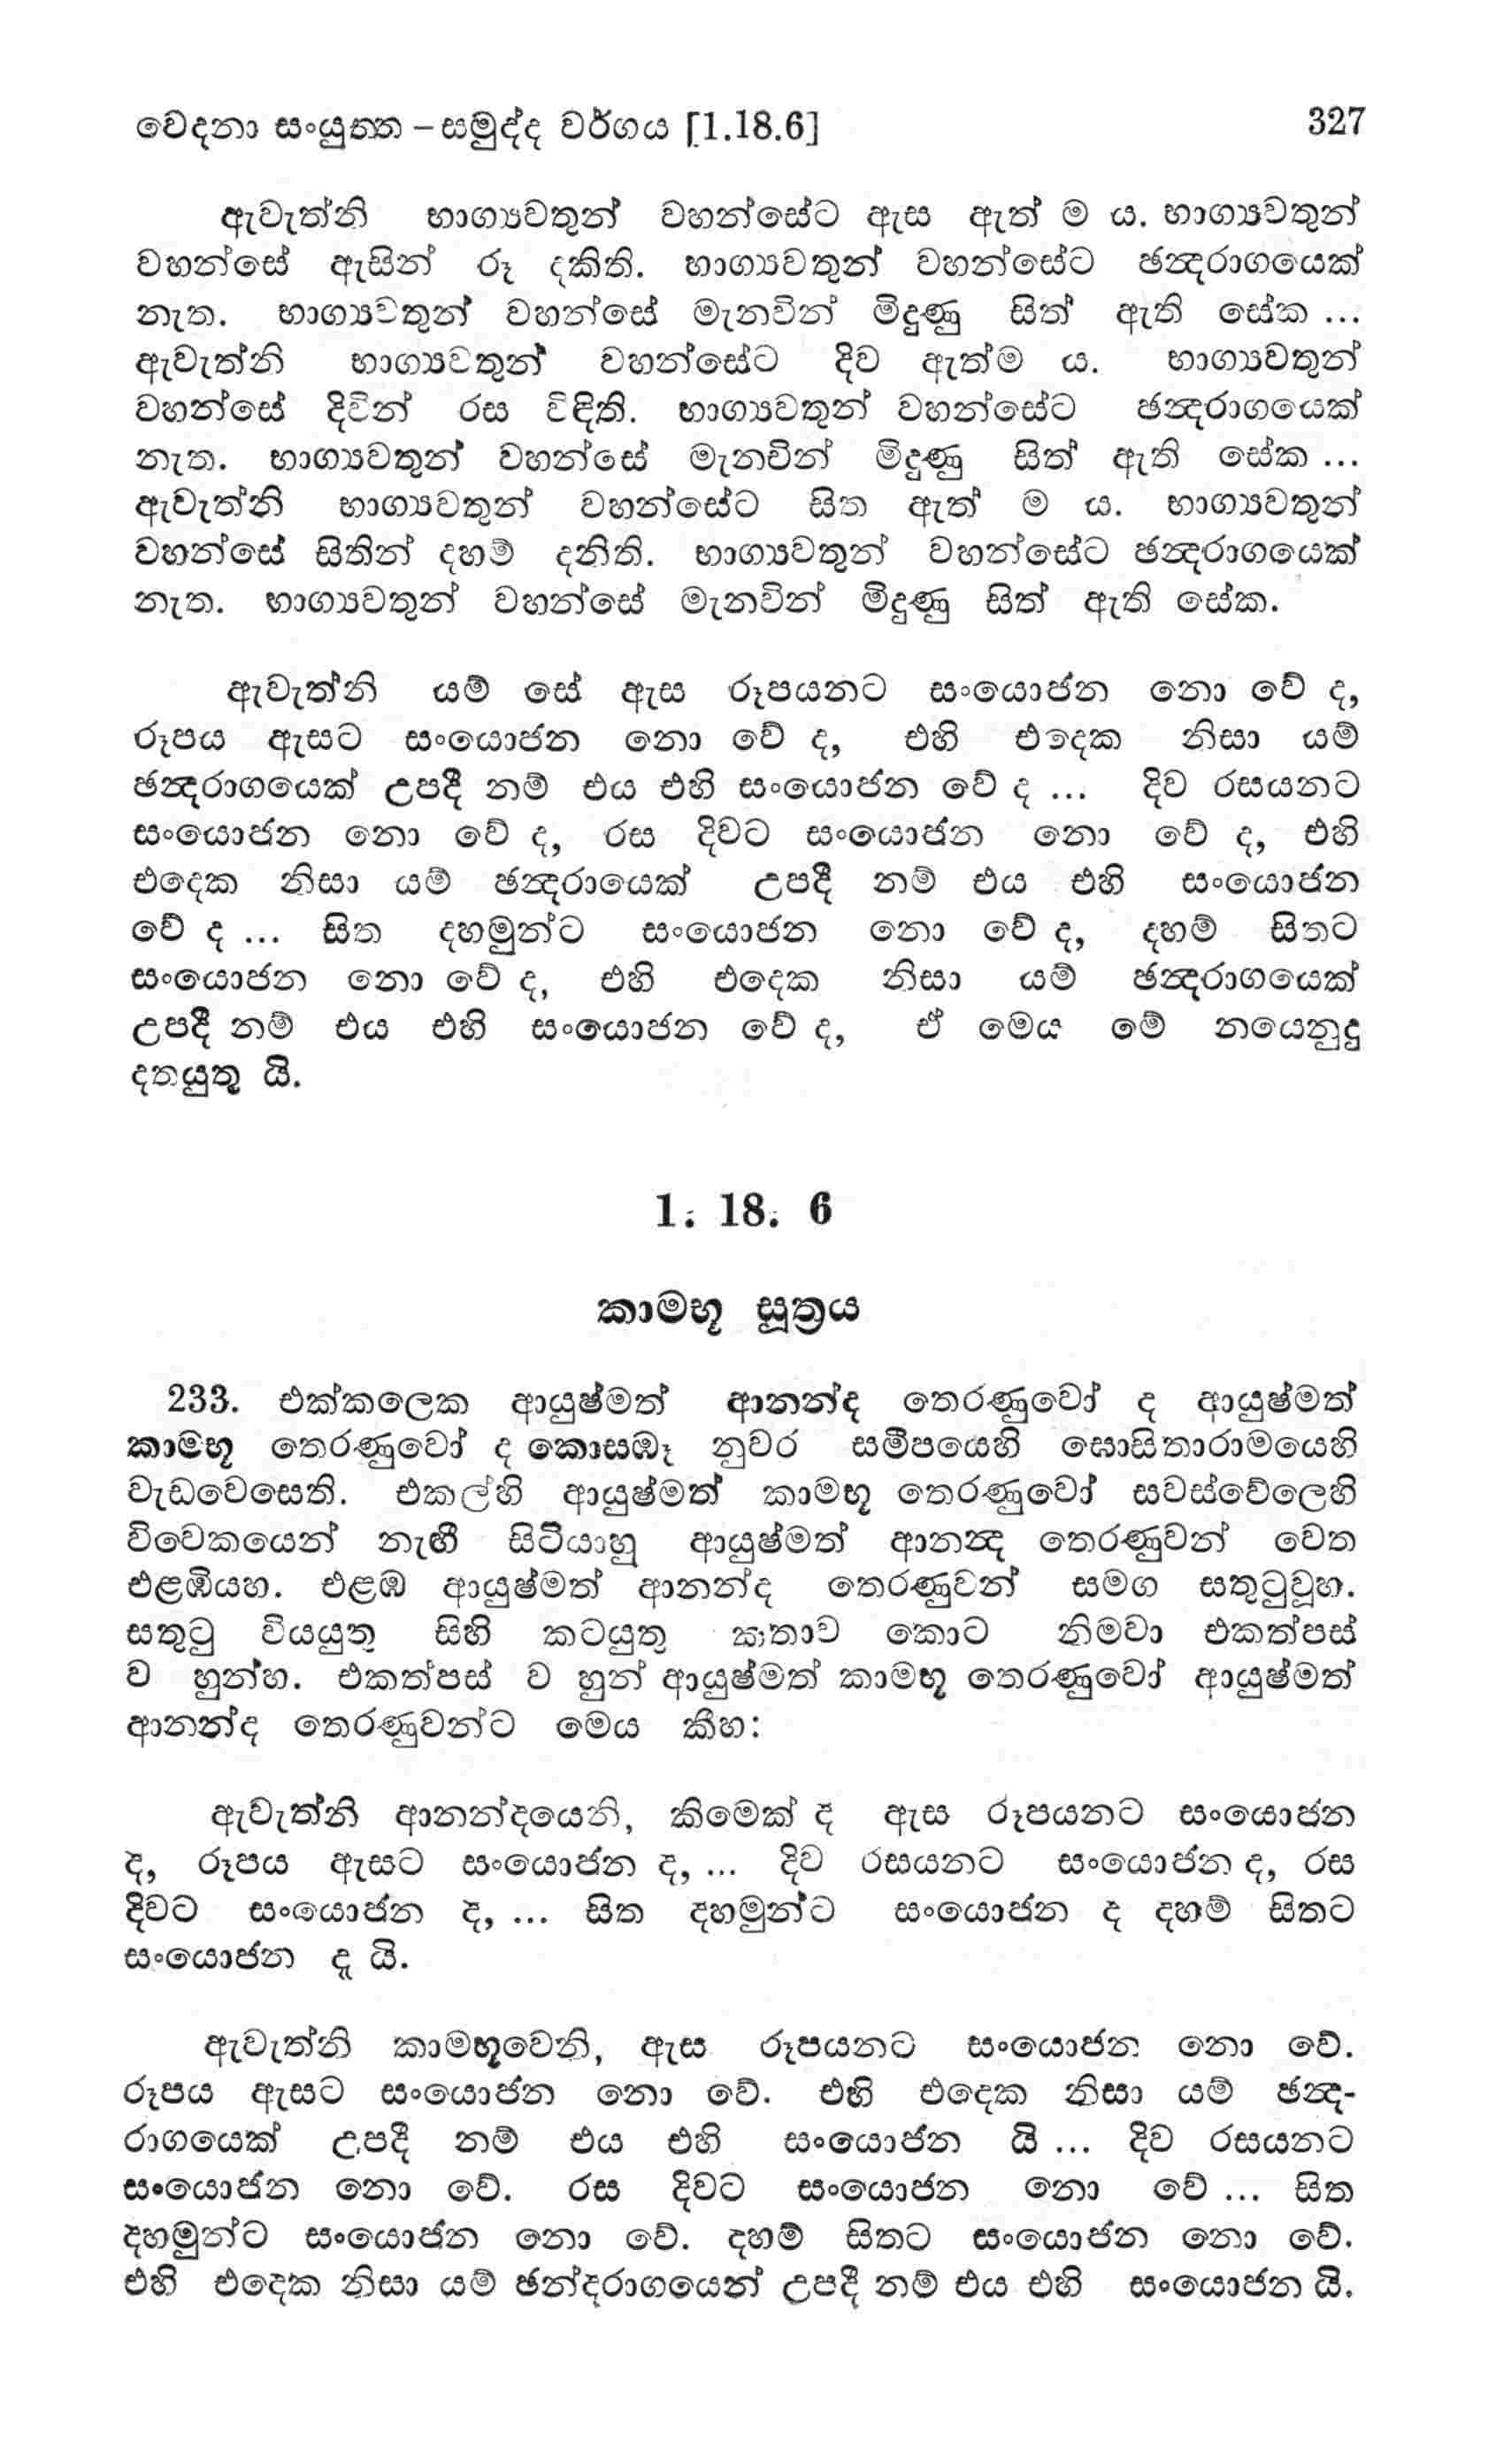 වෙදනා සංයුත්ත – සමුද්ද වර්ගය [1.18.6] 327
ඇවැත්නි භාග්‍යවතුන් වහන්සේට ඇස ඇත් ම ය. භාග්‍යවතුන්
වහන්සේ ඇසින් රූ දකිති. භාග්‍යවතුන් වහන්සේට ඡන්‍දරාගයෙක්
නැත. භාග්‍යවතුන් වහන්සේ මැනවින් මිදුණු සිත් ඇති සේක ...
ඇවැත්නි භාග්‍යවතුන් වහන්සේට දිව ඇත්ම ය. භාග්‍යවතුන්
වහන්සේ දිවින් රස විඳිති. භාග්‍යවතුන් වහන්සේට ඡන්‍දරාගයෙක්
නැත. භාග්‍යවතුන් වහන්සේ මැනවින් මිදුණු සිත් ඇති සේක ...
ඇවැත්නි භාග්‍යවතුන් වහන්සේට සිත ඇත් ම ය. භාග්‍යවතුන්
වහන්සේ සිතින් දහම් දනිති. භාග්‍යවතුන් වහන්සේට ඡන්‍දරාගයෙක්
නැත. භාග්‍යවතුන් වහන්සේ මැනවින් මිදුණු සිත් ඇති සේක.
ඇවැත්නි යම් සේ ඇස රූපයනට සංයොජන නො වේ ද,
රූපය ඇසට සංයොජන නො වේ ද, එහි එදෙක නිසා යම්
ඡන්‍දරාගයෙක් උපදී නම් එය එහි සංයොජන වේ ද ... දිව රසයනට
සංයොජන නො වේ ද, රස දිවට සංයොජන නො වේ ද, එහි
එදෙක නිසා යම් ඡන්‍දරායෙක් උපදී නම් එය එහි සංයොජන
වේ ද ... සිත දහමුන්ට සංයොජන නො වේ ද, දහම් සිතට
සංයොජන නො වේ ද, එහි එදෙක නිසා යම් ඡන්‍දරාගයෙක්
උපදී නම් එය එහි සංයොජන වේ ද, ඒ මෙය මේ නයෙනුදු
දතයුතු යි.
1. 18. 6
කාමභූ සූත්‍රය
233. එක්කලෙක ආයුෂ්මත් ආනන්ද තෙරණුවෝ ද ආයුෂ්මත්
කාමභූ තෙරණුවෝ ද කොසඹෑ නුවර සමීපයෙහි ඝොසිතාරාමයෙහි
වැඩවෙසෙති. එකල්හි ආයුෂ්මත් කාමභූ තෙරණුවෝ සවස්වේලෙහි
විවෙකයෙන් නැඟී සිටියාහු ආයුෂ්මත් ආනන්‍ද තෙරණුවන් වෙත
එළඹියහ. එළඹ ආයුෂ්මත් ආනන්ද තෙරණුවන් සමග සතුටුවූහ.
සතුටු වියයුතු සිහි කටයුතු කතාව කොට නිමවා එකත්පස්
ව හුන්හ. එකත්පස් ව හුන් ආයුෂ්මත් කාමභූ තෙරණුවෝ ආයුෂ්මත්
ආනන්ද තෙරණුවන්ට මෙය කීහ:
ඇවැත්නි ආනන්දයෙනි, කිමෙක් ද ඇස රූපයනට සංයොජන
ද, රූපය ඇසට සංයොජන ද, ... දිව රසයනට සංයොජන ද, රස
දිවට සංයොජන ද, ... සිත දහමුන්ට සංයොජන ද දහම් සිතට
සංයොජන දැ යි.
ඇවැත්නි කාමභූවෙනි, ඇස රූපයනට සංයොජන නො වේ.
රූපය ඇසට සංයොජන නො වේ. එහි එදෙක නිසා යම් ඡන්‍ද-
රාගයෙක් උපදී නම් එය එහි සංයොජන යි ... දිව රසයනට
සංයොජන නො වේ. රස දිවට සංයොජන නො වේ ... සිත
දහමුන්ට සංයොජන නො වේ. දහම් සිතට සංයොජන නො වේ.
එහි එදෙක නිසා යම් ඡන්දරාගයෙන් උපදී නම් එය එහි සංයොජන යි.